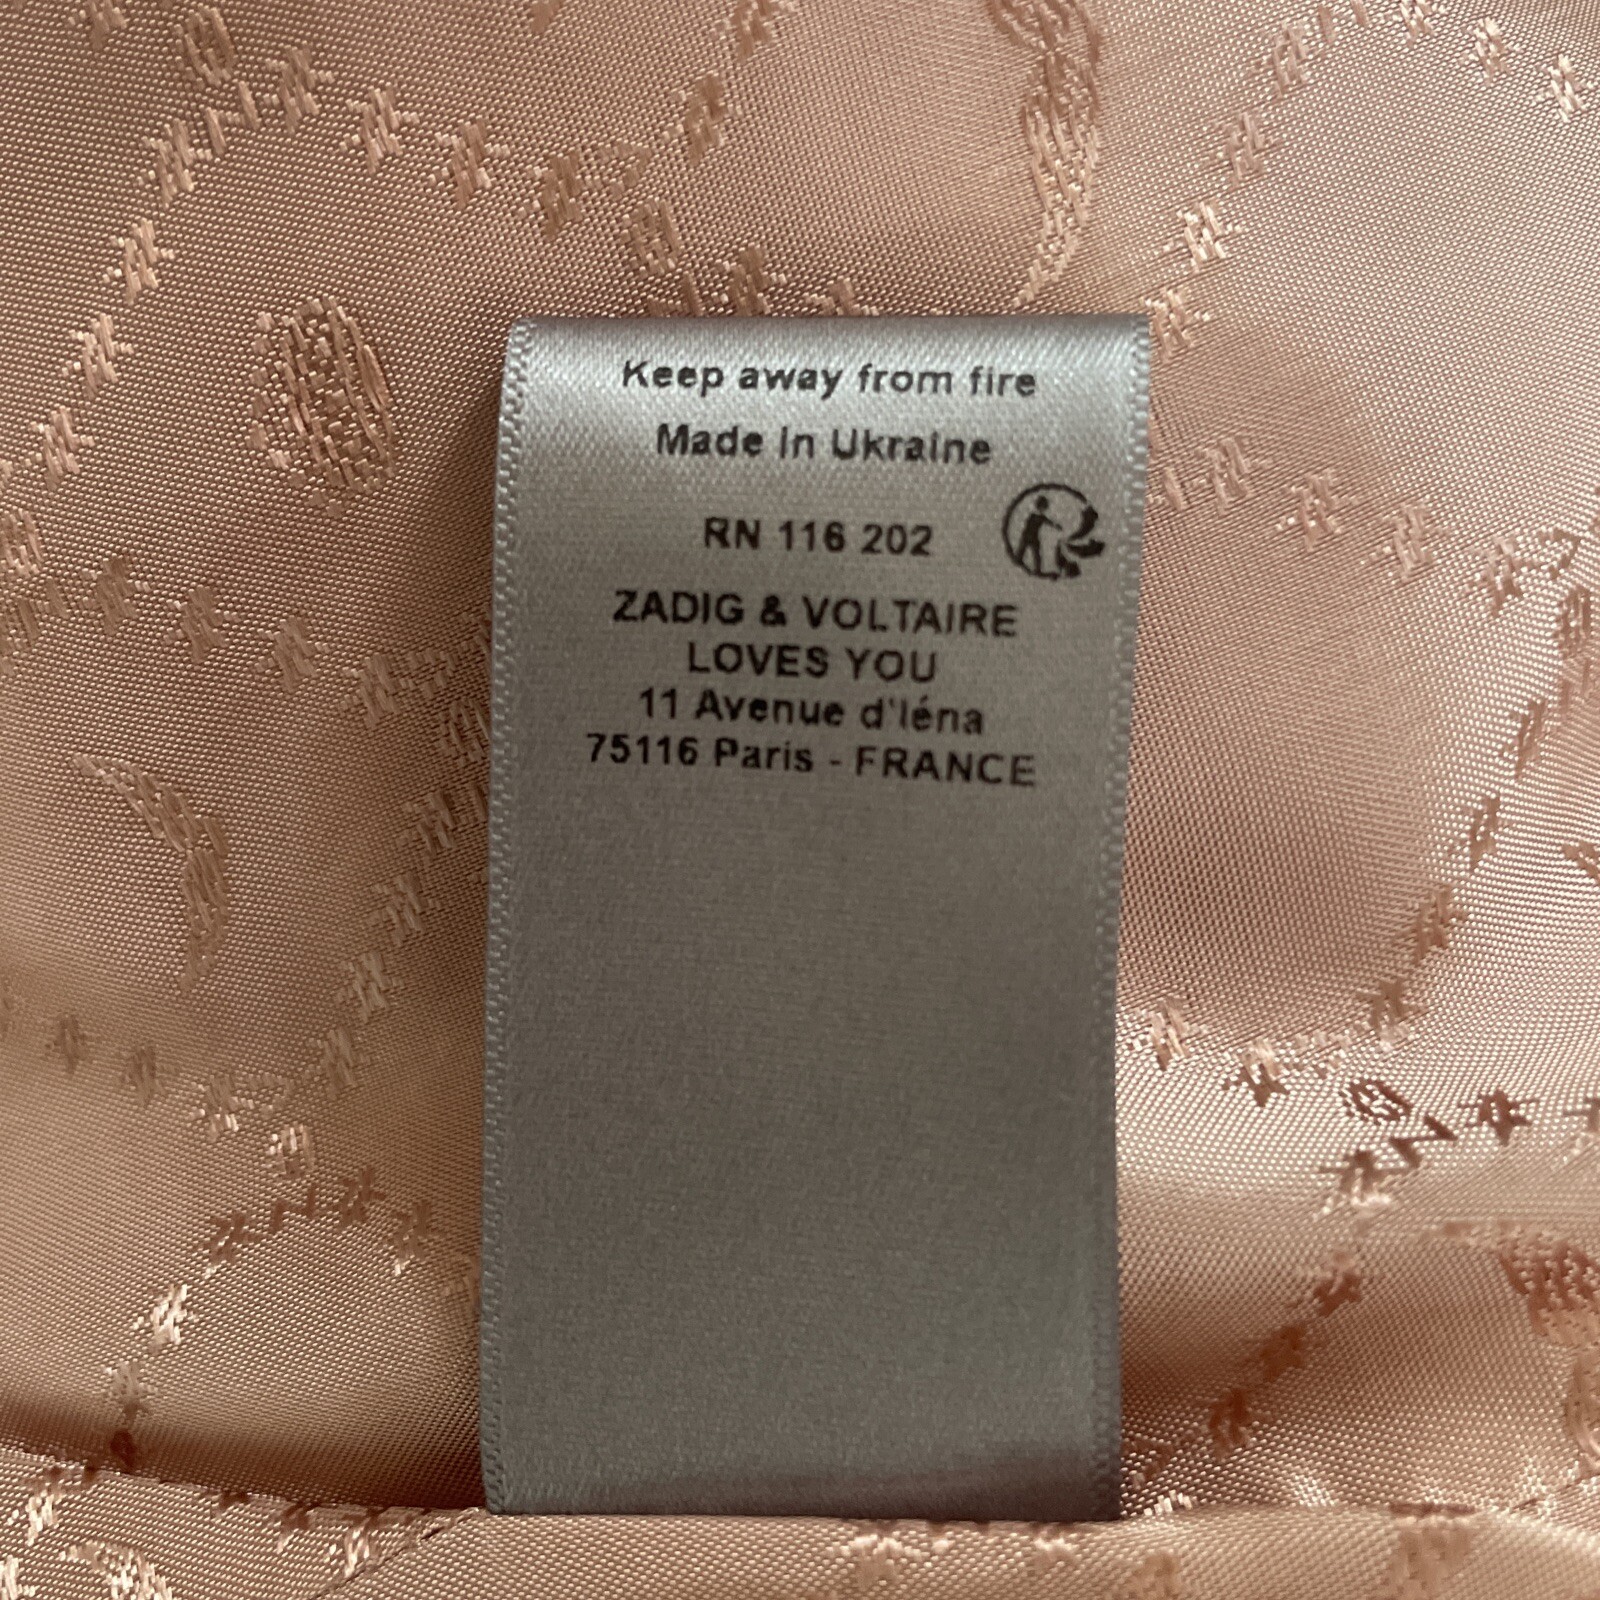 Keep away from fire
Made in Ukraine
RN 116 202
ZADIG & VOLTAIRE
LOVES YOU
11 Avenue d'Iéna
75116 Paris - FRANCE